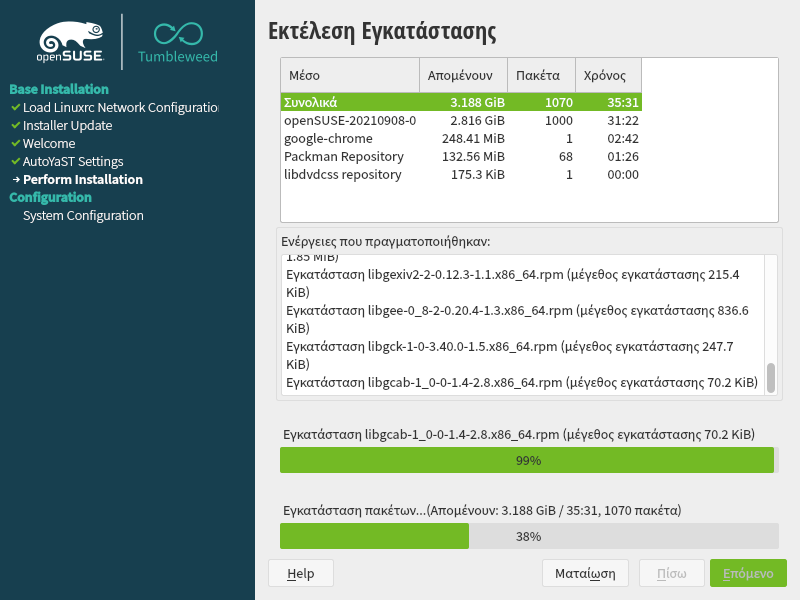 openSUSE
Tumbleweed
Base Installation
Load Linuxrc Network Configuratio
Installer Update
Welcome
AutoYaST Settings
Perform Installation
Configuration
System Configuration
Εκτέλεση Εγκατάστασης
Μέσο Απομένουν Πακέτα Χρόνος
Συνολικά 3.188 GiB 1070 35:31
openSUSE-20210908-0 2.816 GiB 1000 31:22
google-chrome 248.41 MiB 1 02:42
Packman Repository 132.56 MiB 68 01:26
libdvdcss repository 175.3 KiB 1 00:00
Ενέργειες που πραγματοποιήθηκαν:
1.85 MiB)
Εγκατάσταση libgexiv2-2-0.12.3-1.1.x86_64.rpm (μέγεθος εγκατάστασης 215.4
KiB)
Εγκατάσταση libgee-0_8-2-0.20.4-1.3.x86_64.rpm (μέγεθος εγκατάστασης 836.6
KiB)
Εγκατάσταση libgck-1-0-3.40.0-1.5.x86_64.rpm (μέγεθος εγκατάστασης 247.7
KiB)
Εγκατάσταση libgcab-1_0-0-1.4-2.8.x86_64.rpm (μέγεθος εγκατάστασης 70.2 KiB)
Εγκατάσταση libgcab-1_0-0-1.4-2.8.x86_64.rpm (μέγεθος εγκατάστασης 70.2 KiB)
99%
Εγκατάσταση πακέτων...(Απομένουν: 3.188 GiB / 35:31, 1070 πακέτα)
38%
Help Ματαίωση Πίσω Επόμενο